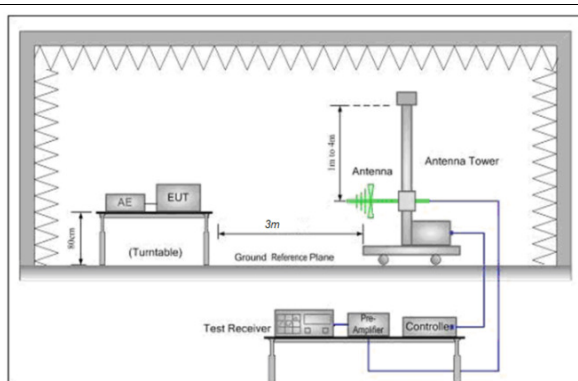 1m to 4m
Antenna
Antenna Tower
AE
EUT
80cm
(Turntable)
3m
Ground Reference Plane
Test Receiver
Pre-
Amplifier
Controller